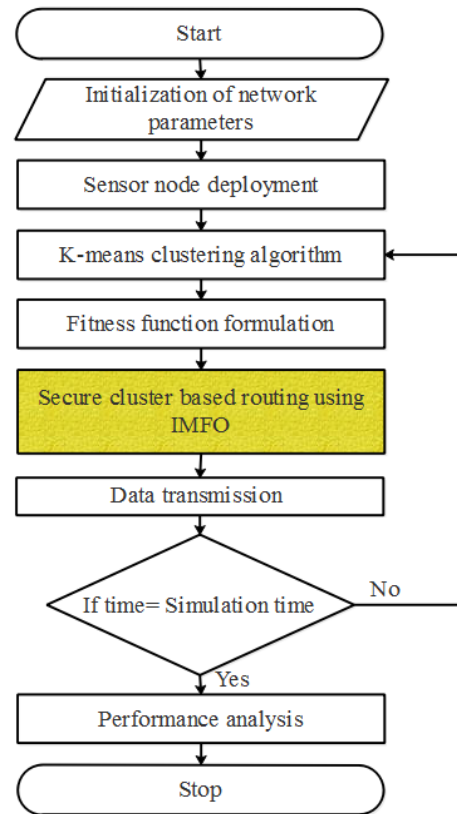 Start
Initialization of network
parameters
Sensor node deployment
K-means clustering algorithm
Fitness function formulation
Secure cluster based routing using
IMFO
Data transmission
If time= Simulation time
No
Yes
Performance analysis
Stop